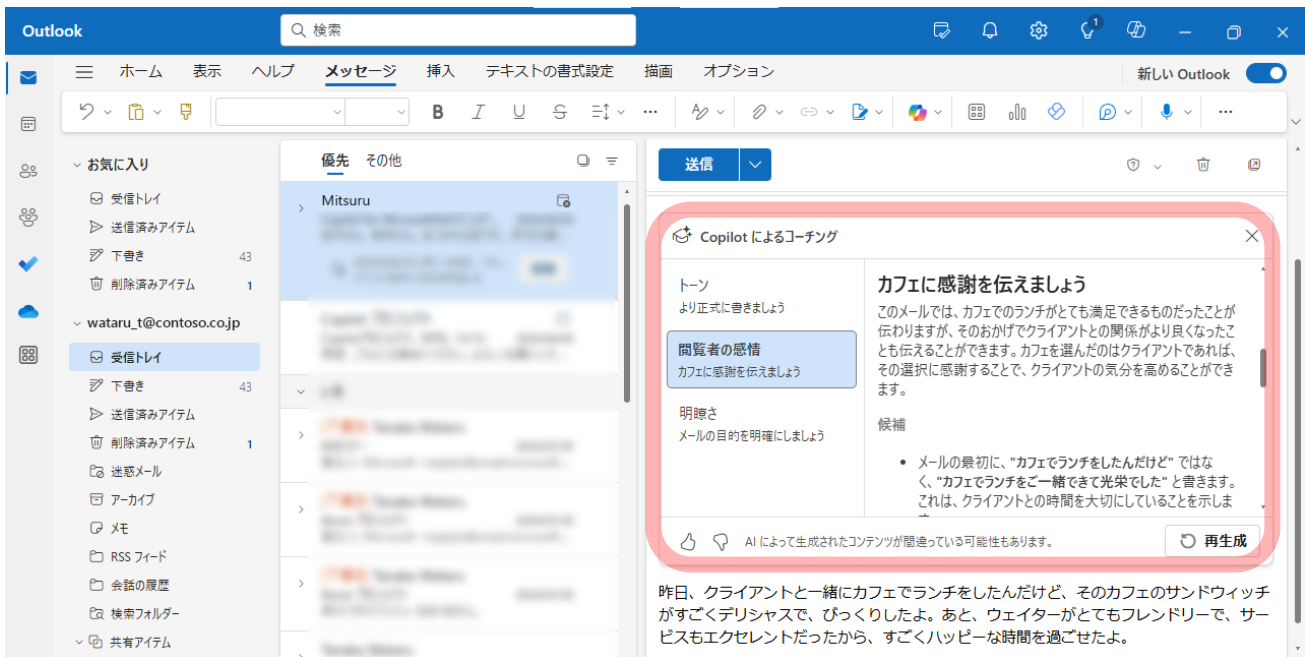 Outlook
検索
1
ホーム 表示 ヘルプ メッセージ 挿入 テキストの書式設定 描画 オプション
新しい Outlook
B I U S
お気に入り
受信トレイ
送信済みアイテム
下書き 43
削除済みアイテム 1
wataru_t@contoso.co.jp
受信トレイ
下書き 43
送信済みアイテム
削除済みアイテム 1
迷惑メール
アーカイブ
メモ
RSS フィード
会話の履歴
検索フォルダー
共有アイテム
優先 その他
Mitsuru
送信
Copilot によるコーチング
トーン
より正式に書きましょう
閲覧者の感情
カフェに感謝を伝えましょう
明瞭さ
メールの目的を明確にしましょう
カフェに感謝を伝えましょう
このメールでは、カフェでのランチがとても満足できるものだったことが
伝わりますが、そのおかげでクライアントとの関係がより良くなったこ
とも伝えることができます。カフェを選んだのはクライアントであれば、
その選択に感謝することで、クライアントの気分を高めることができ
ます。
候補
• メールの最初に、"カフェでランチをしたんだけど" ではな
く、"カフェでランチをご一緒できて光栄でした" と書きます。
これは、クライアントとの時間を大切にしていることを示しま
AI によって生成されたコンテンツが間違っている可能性もあります。
再生成
昨日、クライアントと一緒にカフェでランチをしたんだけど、そのカフェのサンドウィッチ
がすごくデリシャスで、びっくりしたよ。あと、ウェイターがとてもフレンドリーで、サー
ビスもエクセレントだったから、すごくハッピーな時間を過ごせたよ。